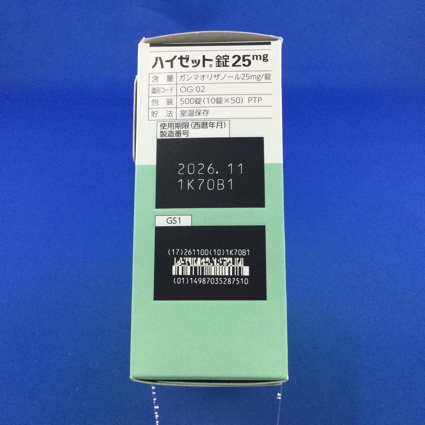 ハイゼット®錠25mg
含　量　ガンマオリザノール25mg/錠
識別コード　OG 02
包　装　500錠(10錠×50) PTP
貯　法　室温保存
使用期限(西暦年月)
製造番号
2026.11
1K70B1
GS1
(17)261100(10)1K70B1
(01)14987035287510